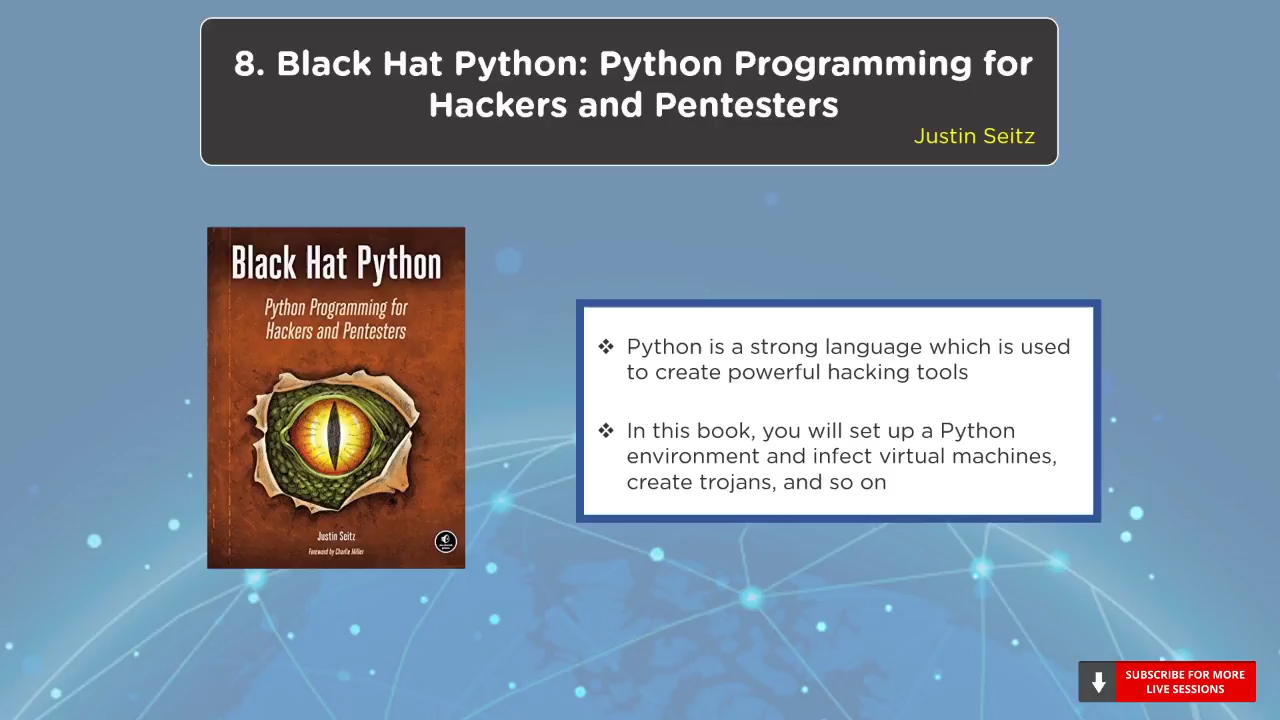 8. Black Hat Python: Python Programming for
Hackers and Pentesters
Justin Seitz
Black Hat Python
Python Programming for
Hackers and Pentesters
Justin Seitz
Foreword by Charlie Miller
❖ Python is a strong language which is used
to create powerful hacking tools
❖ In this book, you will set up a Python
environment and infect virtual machines,
create trojans, and so on
SUBSCRIBE FOR MORE
LIVE SESSIONS